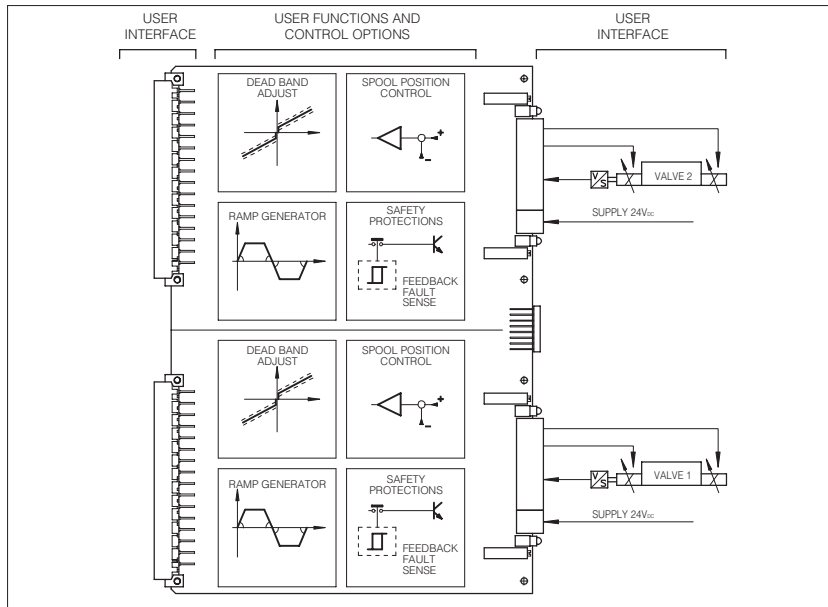 USER
INTERFACE
USER FUNCTIONS AND
CONTROL OPTIONS
USER
INTERFACE
DEAD BAND
ADJUST
SPOOL POSITION
CONTROL
+
-
V/S
VALVE 2
SUPPLY 24VDC
RAMP GENERATOR
SAFETY
PROTECTIONS
FEEDBACK
FAULT
SENSE
DEAD BAND
ADJUST
SPOOL POSITION
CONTROL
+
-
V/S
VALVE 1
SUPPLY 24VDC
RAMP GENERATOR
SAFETY
PROTECTIONS
FEEDBACK
FAULT
SENSE